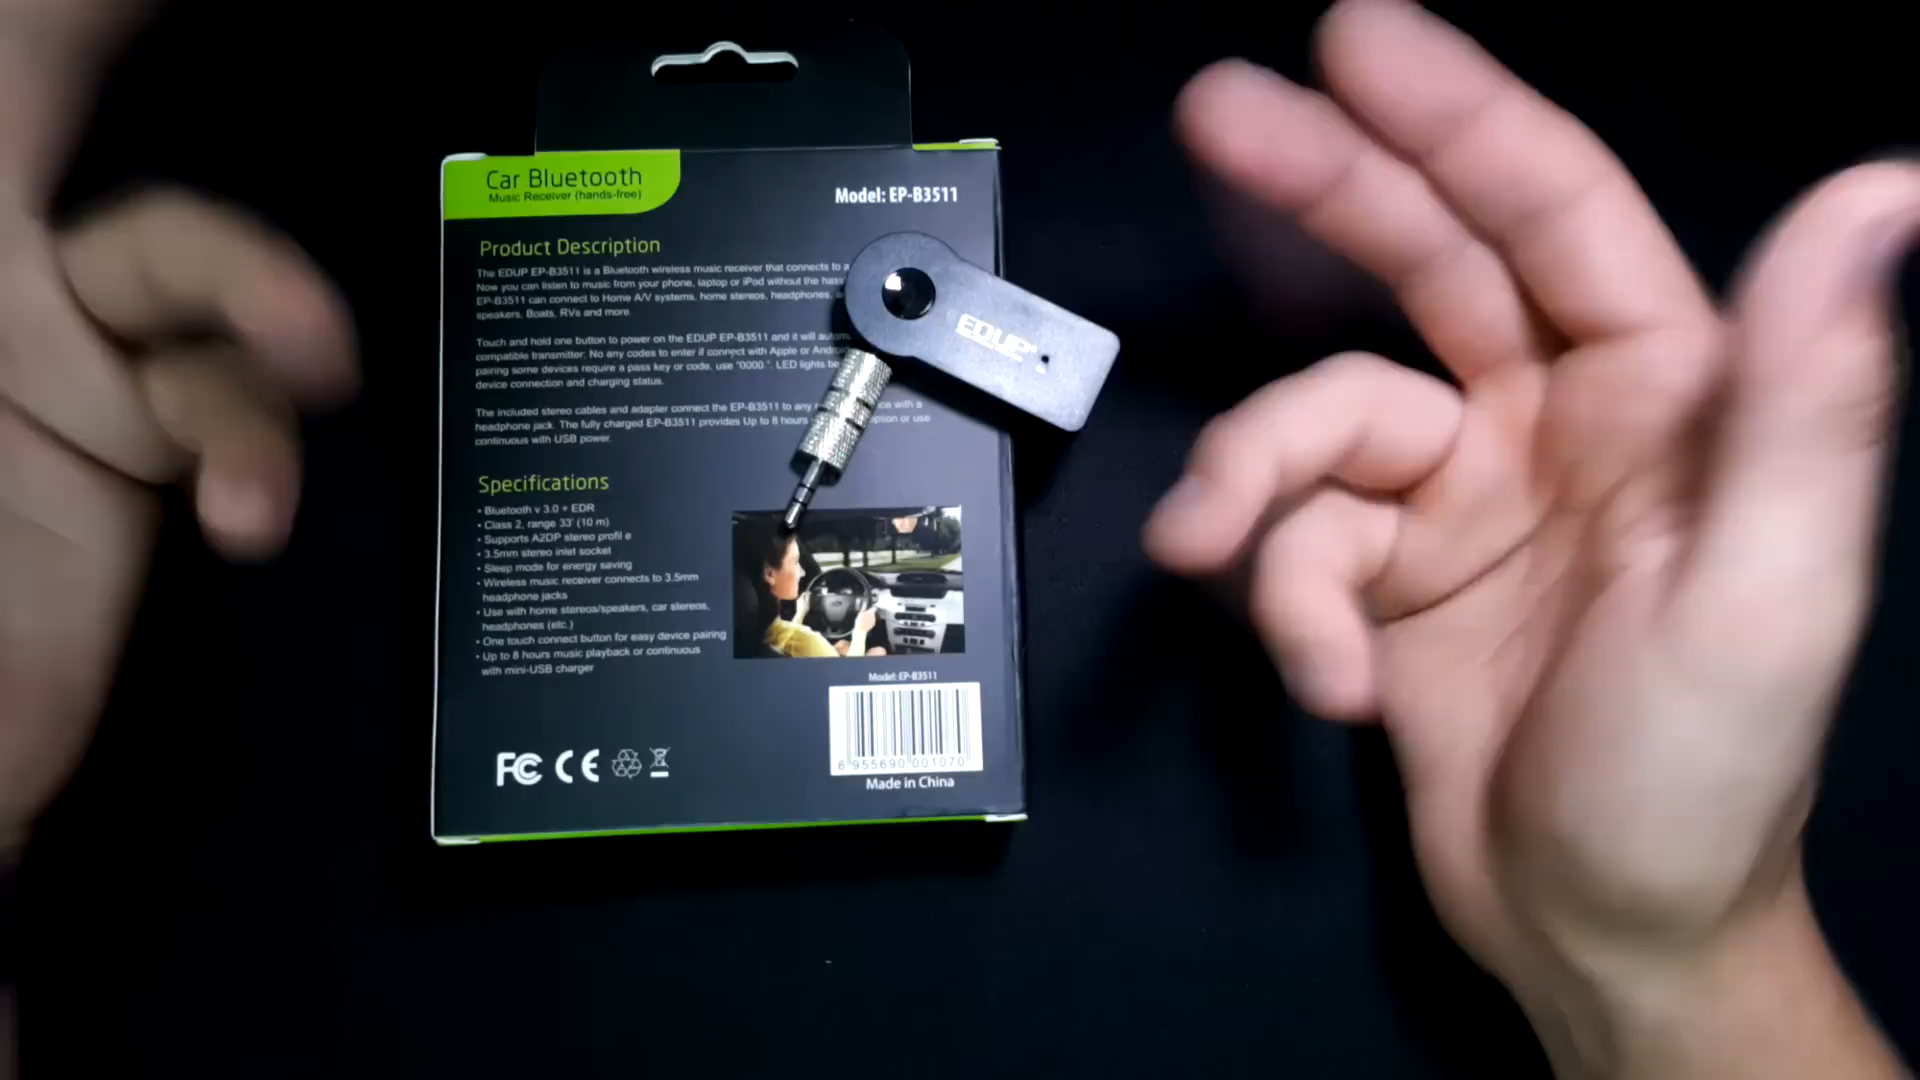 Car Bluetooth
Music Receiver (hands-free)
Model: EP-B3511
Product Description
The EDUP EP-B3511 is a Bluetooth wireless music receiver that connects to a
Now you can listen to music from your phone, laptop or iPod without the
EP-B3511 can connect to Home A/V systems, home stereos, headphones,
speakers, Boats, RVs and more.
Touch and hold one button to power on the EDUP EP-B3511 and it will
compatible transmitter. No any codes to enter if connect with Apple or
pairing some devices require a pass key or code, use "0000.". LED lights
device connection and charging status.
The included stereo cables and adapter connect the EP-B3511 to any with a
headphone jack. The fully charged EP-B3511 provides Up to 8 hours or use
continuous with USB power.
EDUP
Specifications
• Bluetooth v 3.0 + EDR
• Class 2, range 33' (10 m)
• Supports A2DP stereo profil e
• 3.5mm stereo inlet socket
• Sleep mode for energy saving
• Wireless music receiver connects to 3.5mm
headphone jacks
• Use with home stereos/speakers, car stereos,
headphones (etc.)
• One touch connect button for easy device pairing
• Up to 8 hours music playback or continuous
with mini-USB charger
Model: EP-B3511
6 955690 001070
Made in China
FC CE